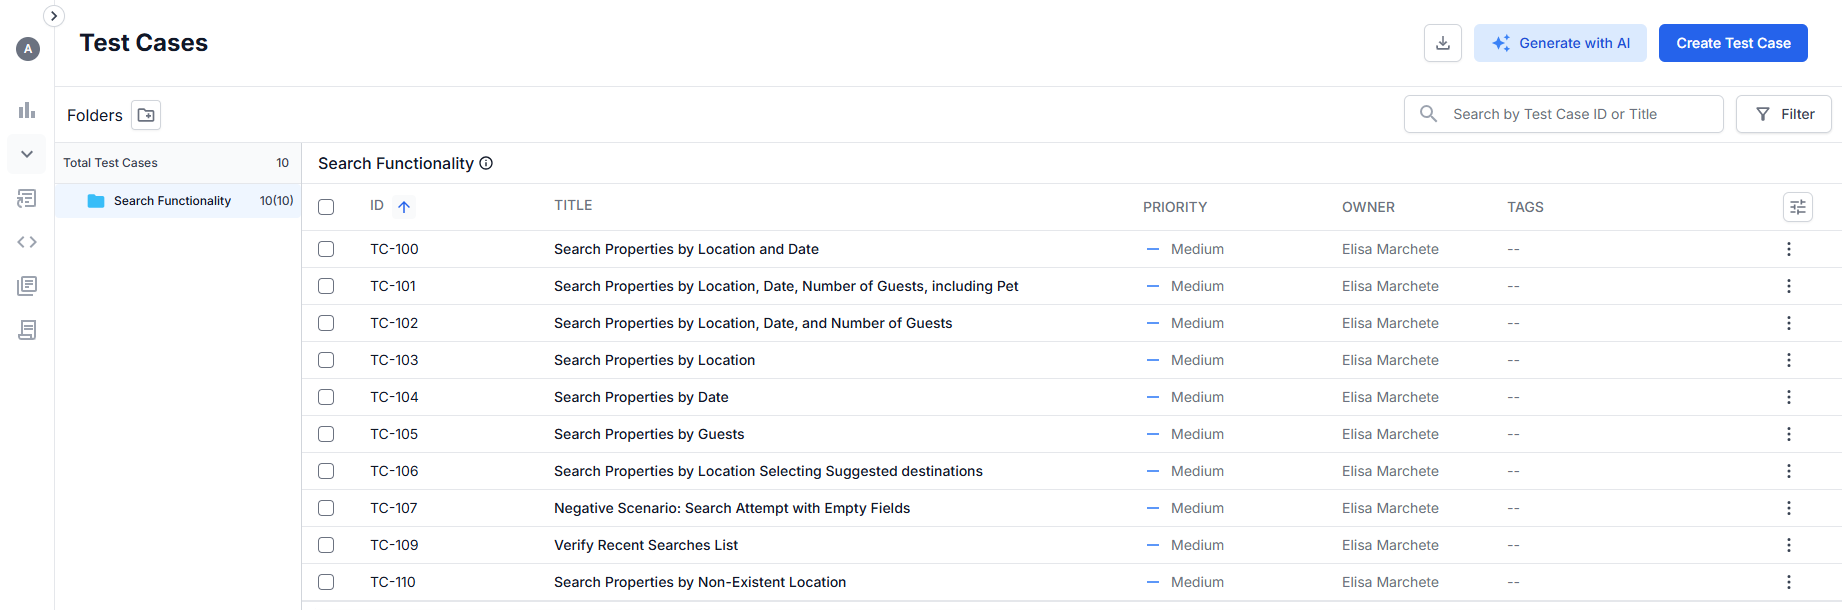 A
Test Cases
Generate with AI
Create Test Case
Folders
Search by Test Case ID or Title
Filter
Total Test Cases 10
Search Functionality 10(10)
Search Functionality
ID TITLE PRIORITY OWNER TAGS
TC-100 Search Properties by Location and Date Medium Elisa Marchete --
TC-101 Search Properties by Location, Date, Number of Guests, including Pet Medium Elisa Marchete --
TC-102 Search Properties by Location, Date, and Number of Guests Medium Elisa Marchete --
TC-103 Search Properties by Location Medium Elisa Marchete --
TC-104 Search Properties by Date Medium Elisa Marchete --
TC-105 Search Properties by Guests Medium Elisa Marchete --
TC-106 Search Properties by Location Selecting Suggested destinations Medium Elisa Marchete --
TC-107 Negative Scenario: Search Attempt with Empty Fields Medium Elisa Marchete --
TC-109 Verify Recent Searches List Medium Elisa Marchete --
TC-110 Search Properties by Non-Existent Location Medium Elisa Marchete --